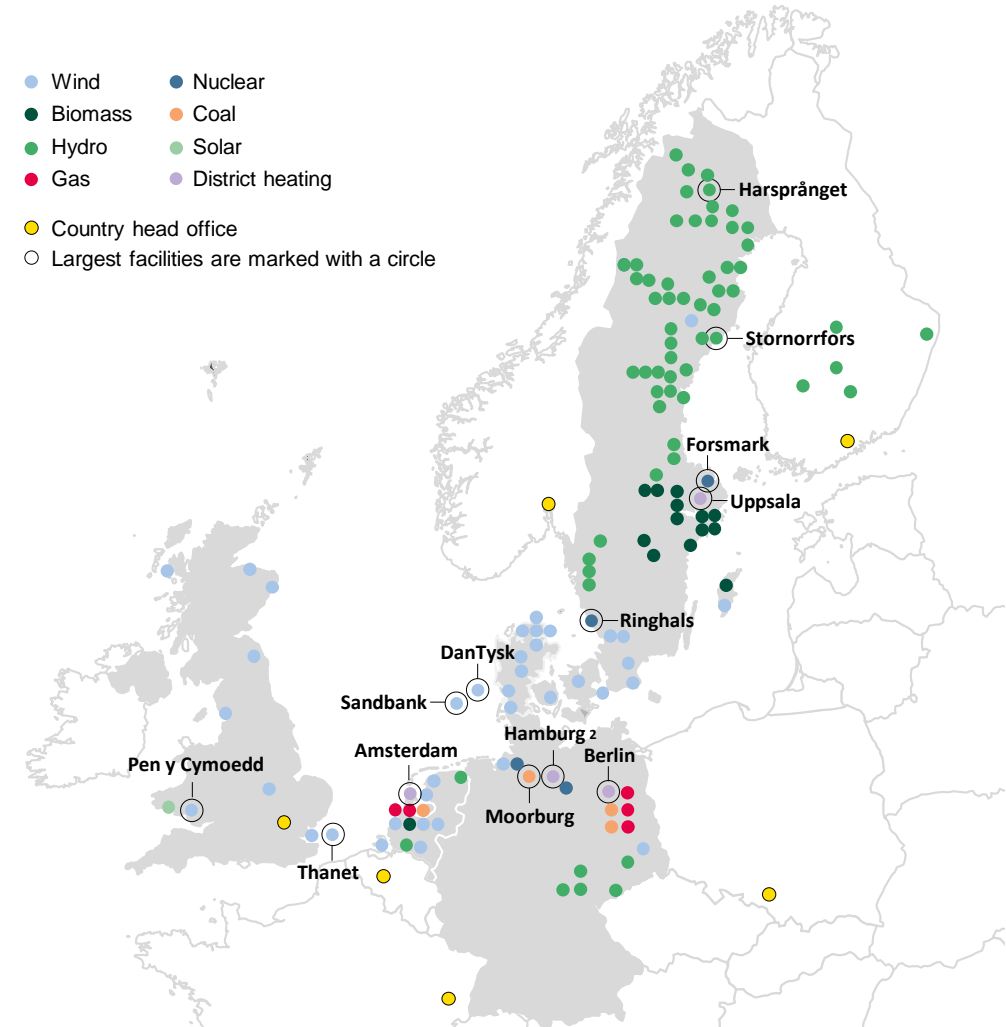 Wind
Nuclear
Biomass
Coal
Hydro
Solar
Gas
District heating
Country head office
Largest facilities are marked with a circle
Harsprånget
Stornorrfors
Forsmark
Uppsala
Ringhals
DanTysk
Sandbank
Hamburg 2
Amsterdam
Berlin
Pen y Cymoedd
Moorburg
Thanet